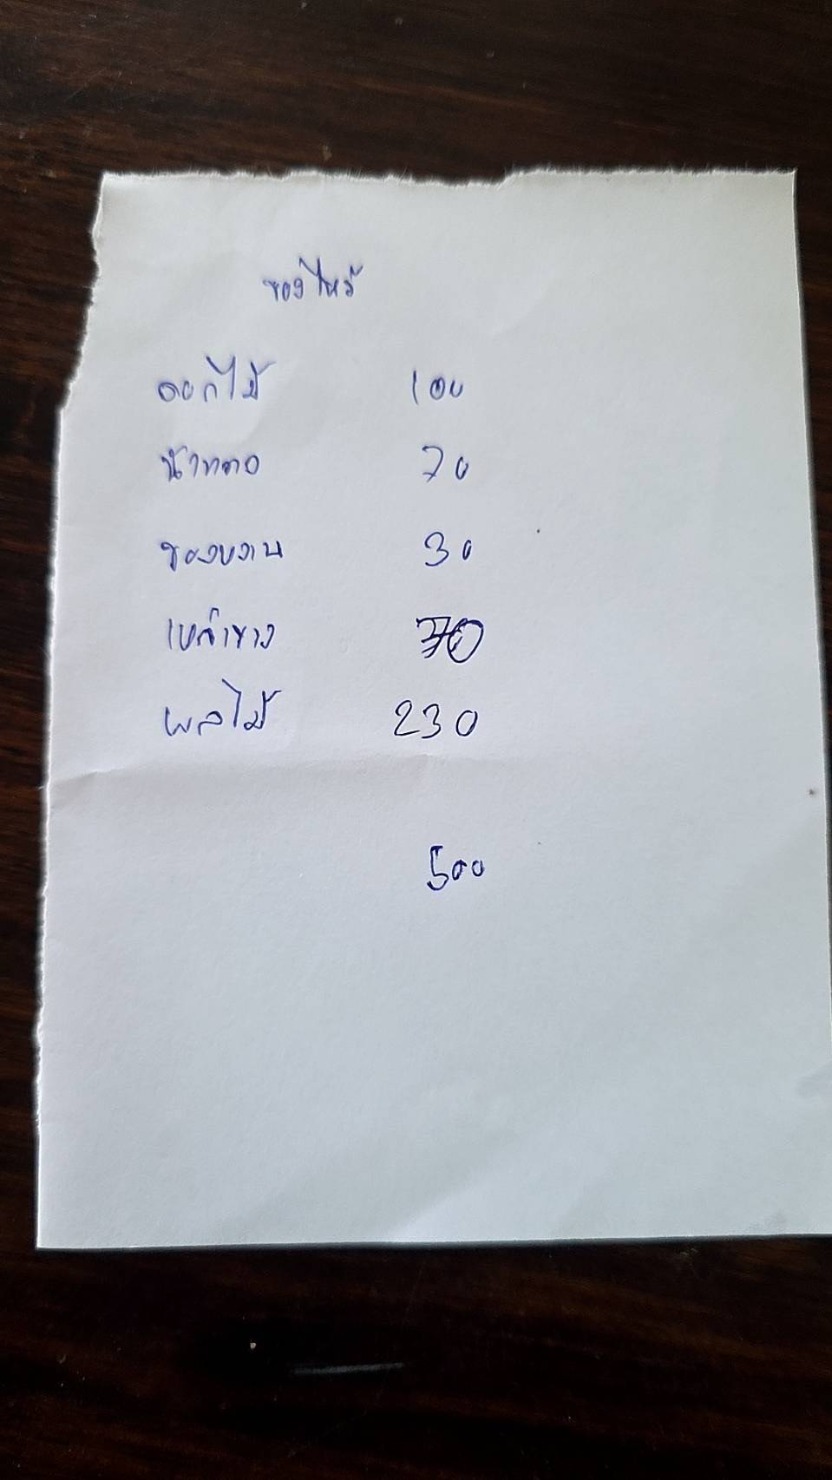 ของไหว้
ดอกไม้ 100
น้ำแดง 70
ของหวาน 30
เหล้าขาว 70
ผลไม้ 230
500